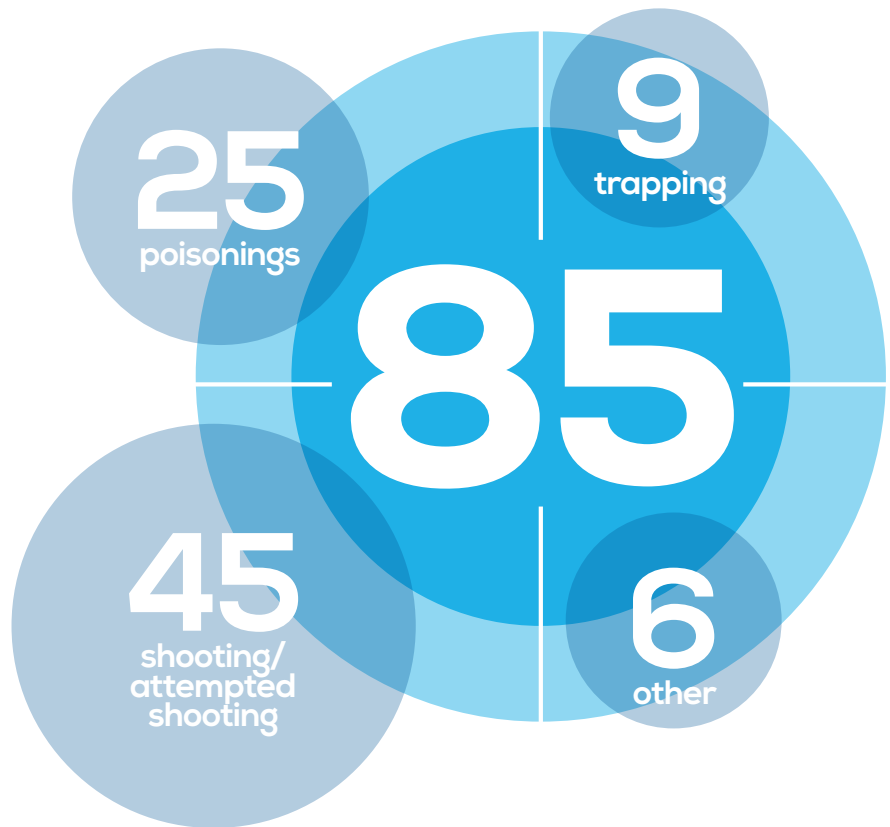 25
poisonings
9
trapping
85
45
shooting/
attempted
shooting
6
other